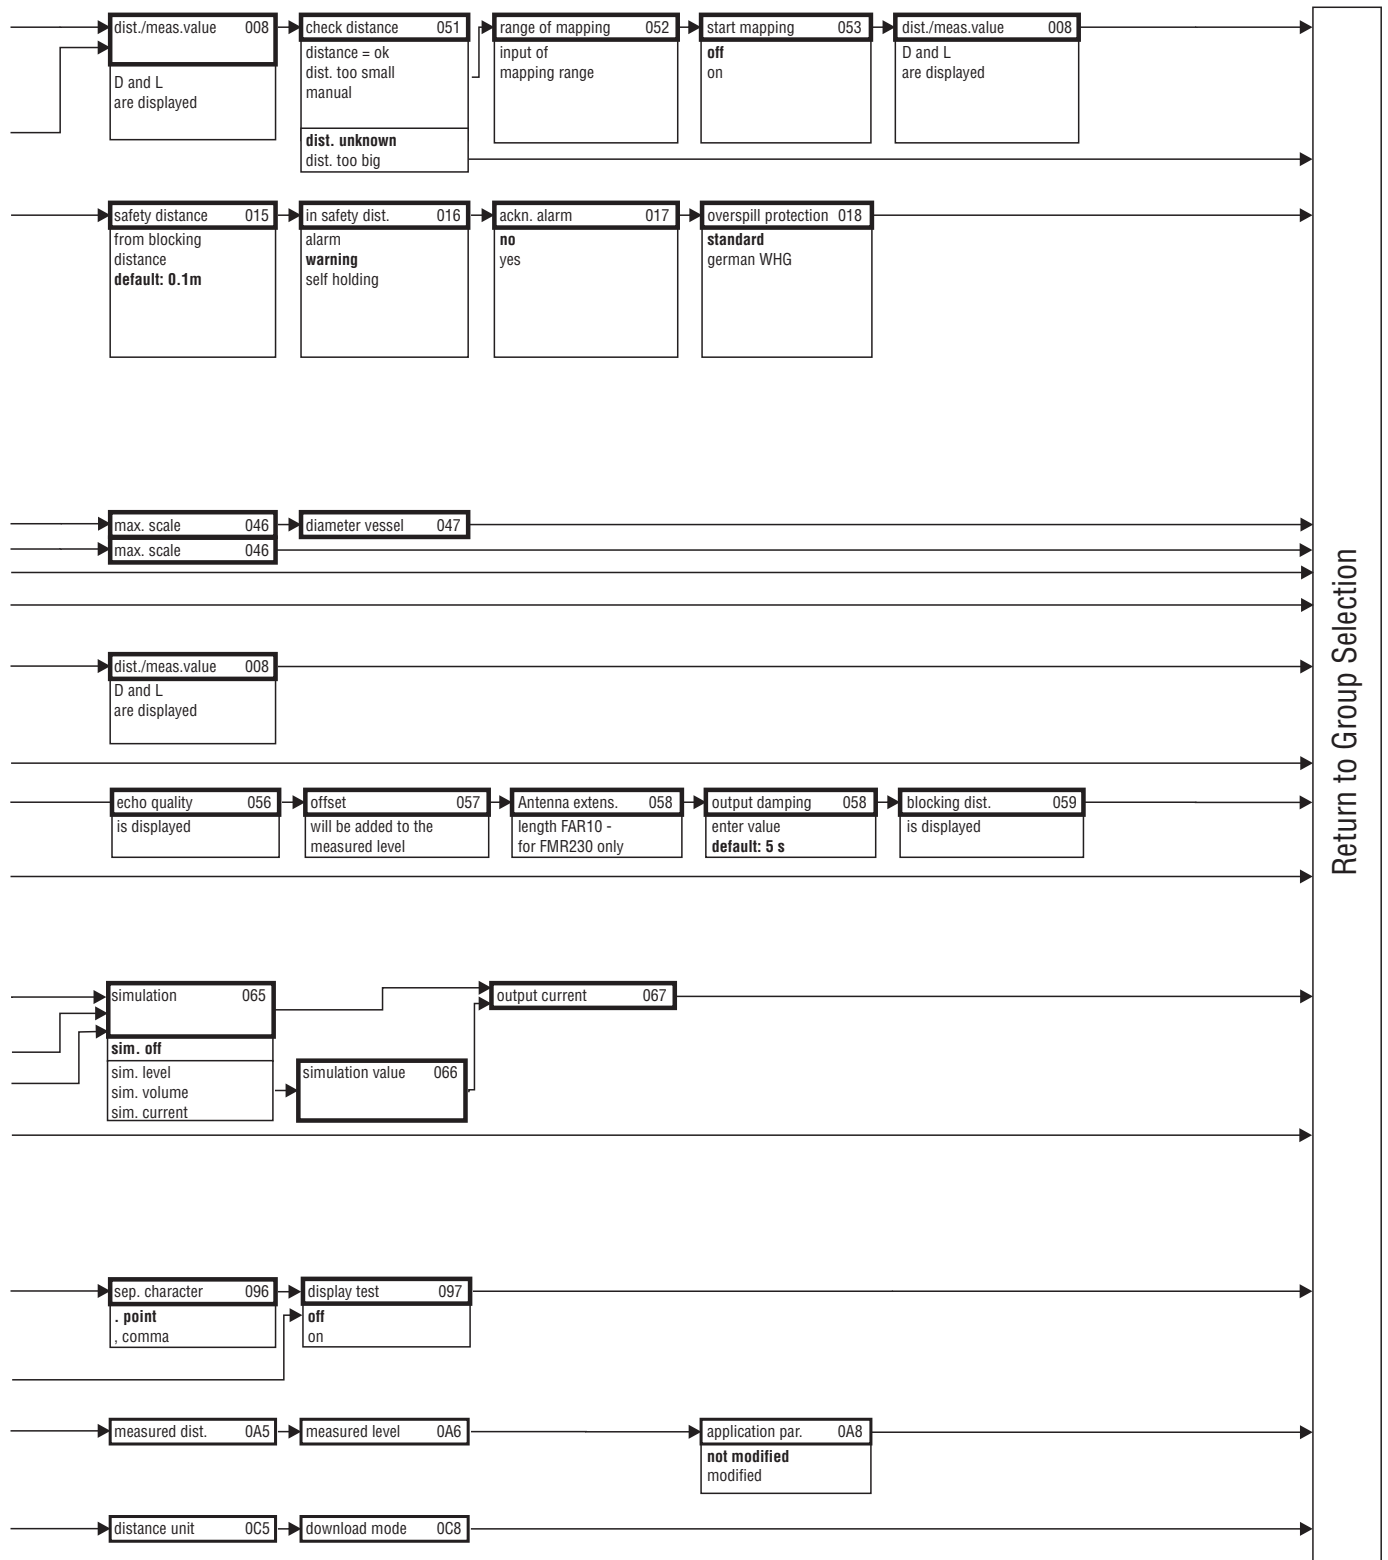 dist./meas.value 008
D and L
are displayed
check distance 051
distance = ok
dist. too small
manual
dist. unknown
dist. too big
range of mapping 052
input of
mapping range
start mapping 053
off
on
dist./meas.value 008
D and L
are displayed
safety distance 015
from blocking
distance
default: 0.1m
in safety dist. 016
alarm
warning
self holding
ackn. alarm 017
no
yes
overspill protection 018
standard
german WHG
max. scale 046
diameter vessel 047
max. scale 046
dist./meas.value 008
D and L
are displayed
echo quality 056
is displayed
offset 057
will be added to the
measured level
Antenna extens. 058
length FAR10 -
for FMR230 only
output damping 058
enter value
default: 5 s
blocking dist. 059
is displayed
simulation 065
sim. off
sim. level
sim. volume
sim. current
simulation value 066
output current 067
sep. character 096
. point
, comma
display test 097
off
on
measured dist. 0A5
measured level 0A6
application par. 0A8
not modified
modified
distance unit 0C5
download mode 0C8
Return to Group Selection